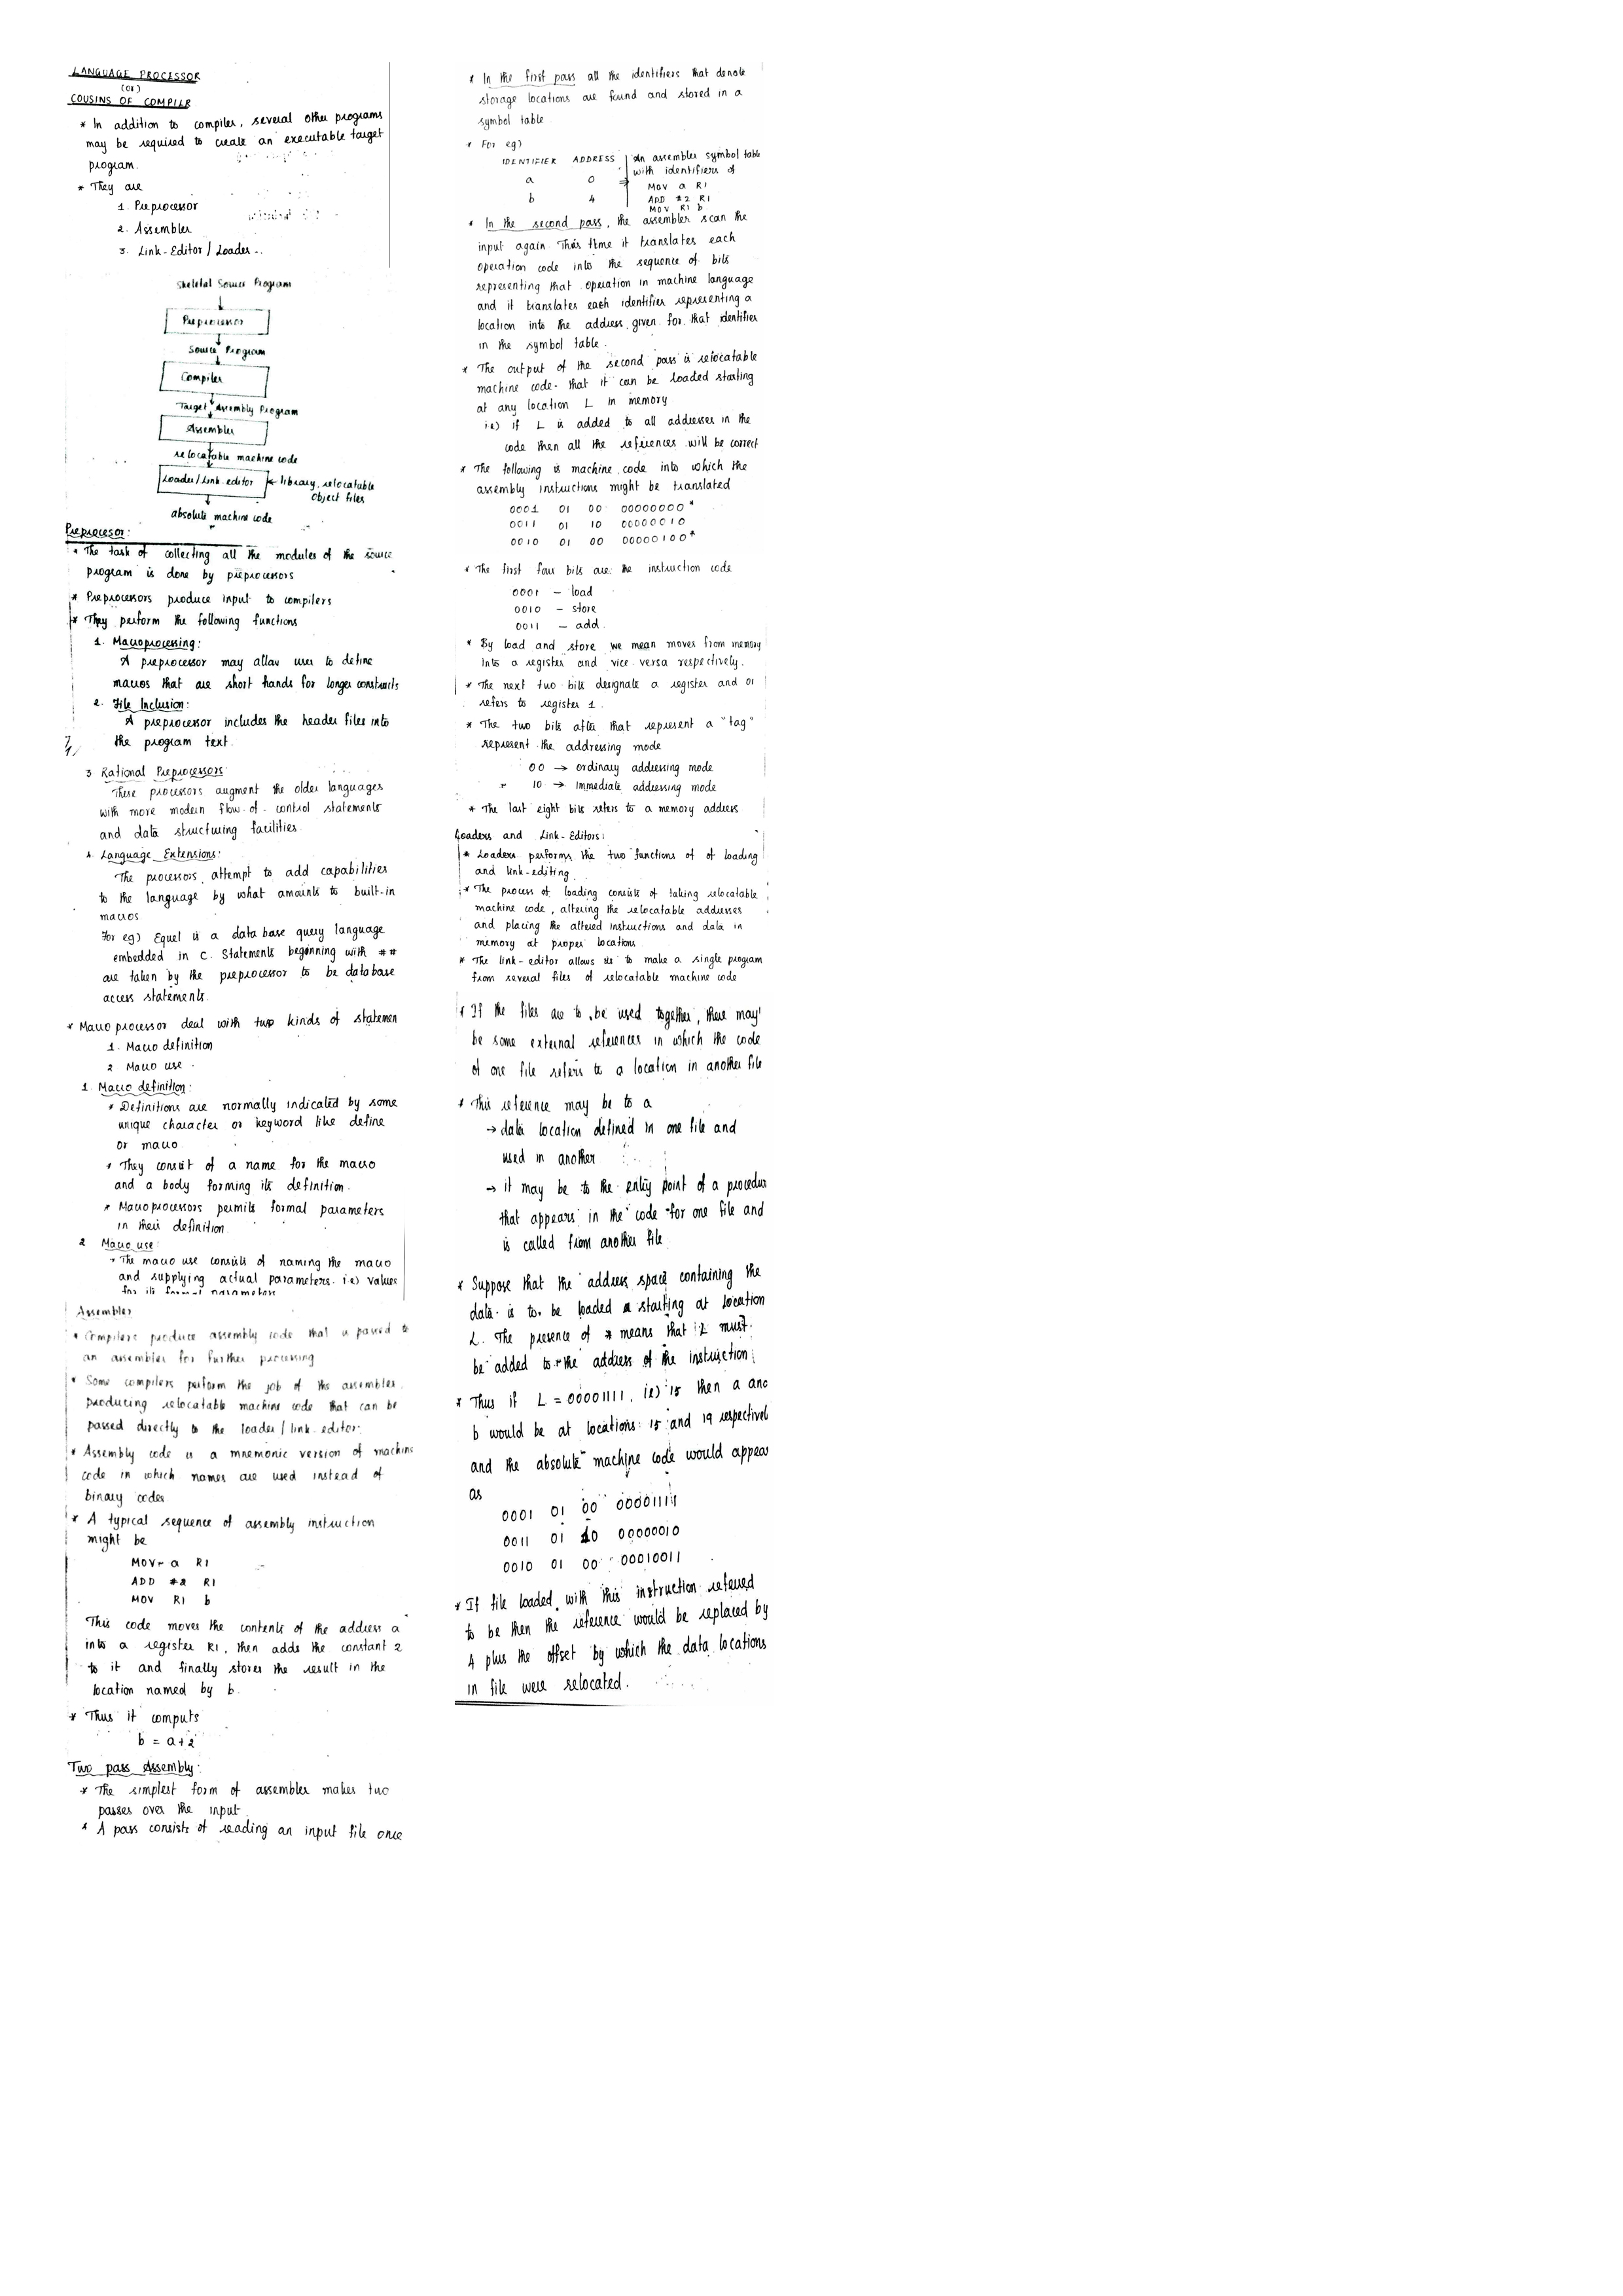 LANGUAGE PROCESSOR
(OR)
COUSINS OF COMPILER
* In addition to compiler, several other programs
may be required to create an executable target
program.
* They are
1. Preprocessor
2. Assembler
3. Link-Editor / Loader -.
Skeletal Source Program
Preprocessor
Source Program
Compiler
Target Assembly Program
Assembler
relocatable machine code
Loader/Link-editor ← library, relocatable
object files
absolute machine code
Preprocesor:
* The task of collecting all the modules of the source
program is done by preprocessors
* Preprocessors produce input to compilers
* They perform the following functions
1. Macroprocessing:
A preprocessor may allow user to define
macros that are short hands for longer constructs
2. File Inclusion:
A preprocessor includes the header files into
the program text.
3 Rational Preprocessors
These processors augment the older languages
with more modern flow-of-control statements
and data structuring facilities.
4. Language Extensions:
The processors attempt to add capabilities
to the language by what amounts to built-in
macros
For eg) Equel is a database query language
embedded in C. Statements beginning with ##
are taken by the preprocessor to be database
access statements.
* Macroprocessor deal with two kinds of statemen
1. Macro definition
2 Macro use
1. Macro definition:
* Definitions are normally indicated by some
unique character or keyword like define
or macro
* They consist of a name for the macro
and a body forming its definition.
* Macroprocessors permits formal parameters
in their definition.
2 Macro use:
* The macro use consists of naming the macro
and supplying actual parameters. i.e) values
for its formal parameters
Assembler
* Compilers produce assembly code that is passed to
an assembler for further processing
* Some compilers perform the job of the assembler,
producing relocatable machine code that can be
passed directly to the loader/link-editor.
* Assembly code is a mnemonic version of machine
code in which names are used instead of
binary codes
* A typical sequence of assembly instruction
might be
MOV a R1
ADD #2 R1
MOV R1 b
This code moves the contents of the address a
into a register R1, then adds the constant 2
to it and finally stores the result in the
location named by b.
* Thus it computs
b = a+2
Two pass Assembly:
* The simplest form of assembler makes two
passes over the input
* A pass consists of reading an input file once
* In the first pass all the identifiers that denote
storage locations are found and stored in a
symbol table
* For eg)
IDENTIFIER ADDRESS An assembler symbol table
with identifiers of
a 0 ⇒ MOV a R1
b 4 ADD #2 R1
MOV R1 b
* In the second pass, the assembler scan the
input again. This time it translates each
operation code into the sequence of bits
representing that operation in machine language
and it translates each identifier representing a
location into the address given for that identifier
in the symbol table.
* The output of the second pass is relocatable
machine code- that it can be loaded starting
at any location L in memory
i.e) if L is added to all addresses in the
code then all the references will be correct
* The following is machine code into which the
assembly instructions might be translated
0001 01 00 00000000*
0011 01 10 00000010
0010 01 00 00000100*
* The first four bits are the instruction code
0001 – load
0010 – store
0011 – add
* By load and store we mean moves from memory
into a register and vice versa respectively.
* The next two bits designate a register and 01
refers to register 1.
* The two bits after that represent a "tag"
represent the addressing mode
00 → ordinary addressing mode
10 → immediate addressing mode
* The last eight bits refers to a memory address
Loaders and Link-Editors:
* Loaders performs the two functions of of loading
and link-editing
* The process of loading consists of taking relocatable
machine code, altering the relocatable addresses
and placing the altered instructions and data in
memory at proper locations
* The link-editor allows us to make a single program
from several files of relocatable machine code
* If the files are to be used together, there may
be some external references in which the code
of one file refers to a location in another file
* This reference may be to a
→ data location defined in one file and
used in another
→ it may be to the entry point of a procedur
that appears in the code for one file and
is called from another file
* Suppose that the address space containing the
data is to be loaded starting at location
L. The presence of * means that L must
be added to the address of the instruction;
* Thus if L = 00001111, i.e) 15 then a and
b would be at locations 15 and 19 respectivel
and the absolute machine code would appear
as
0001 01 00 00001111
0011 01 10 00000010
0010 01 00 00010011
* If file loaded with this instruction referred
to be then the reference would be replaced by
4 plus the offset by which the data locations
in file were relocated.